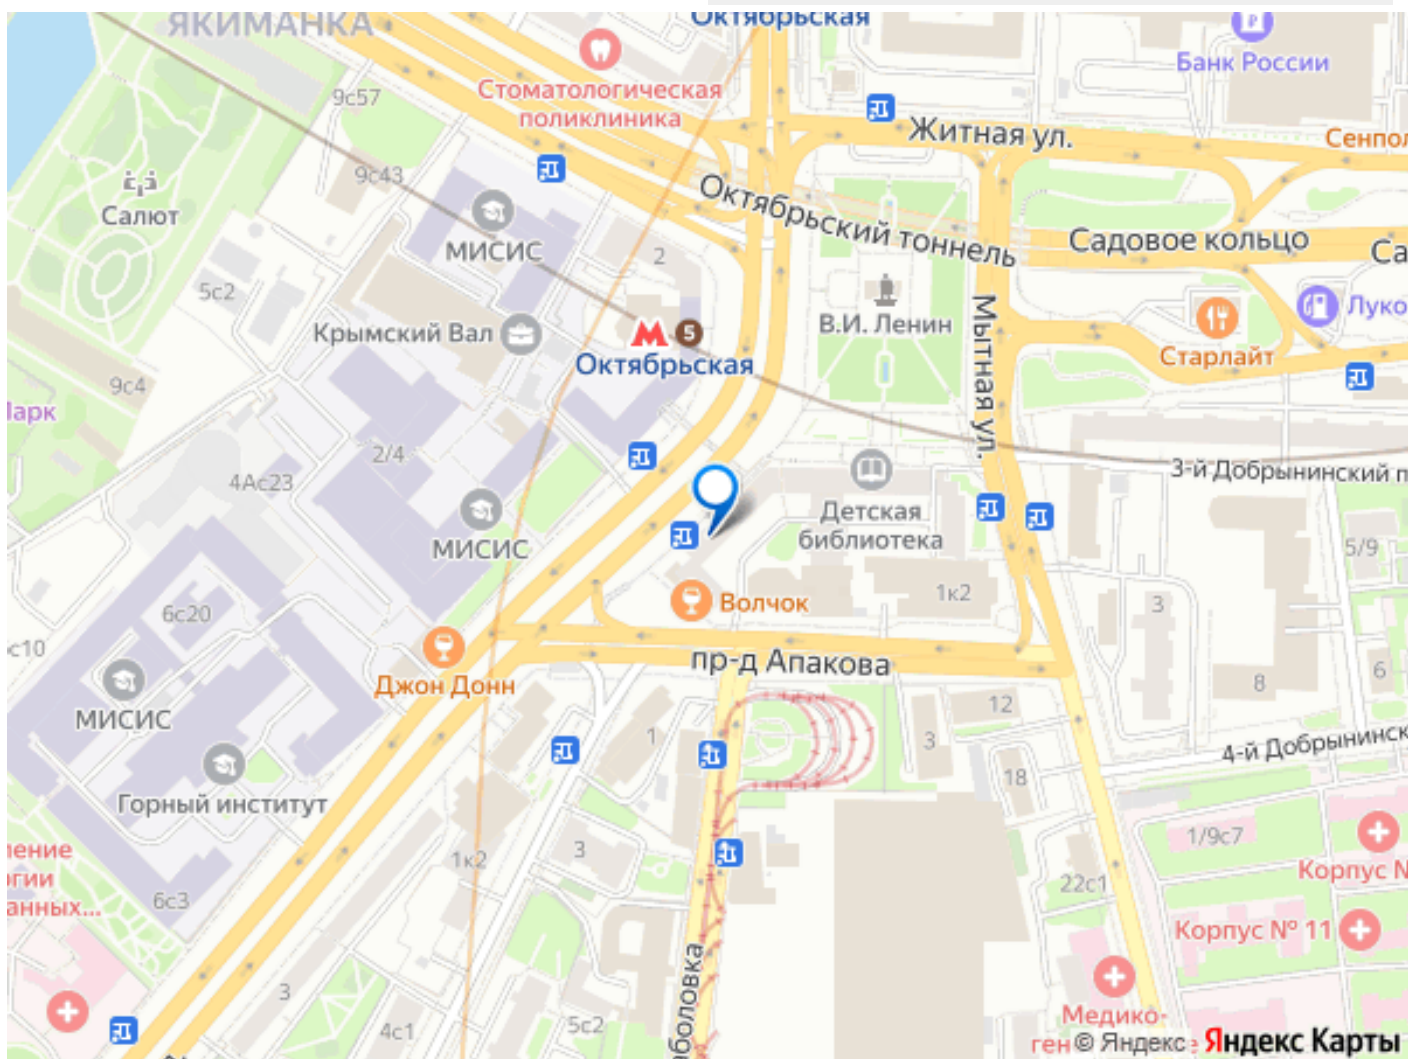 Октябрьская
ЯКИМАНКА
Банк России
Стоматологическая
поликлиника
9с57
Житная ул.
9с43
Салют
МИСИС
Октябрьский тоннель
Садовое кольцо
2
5с2
Крымский Вал
В.И. Ленин
5
Октябрьская
Мытная ул.
Старлайт
9с4
2/4
4Ас23
3-й Добрынинский
МИСИС
Детская
библиотека
5/9
6с20
Волчок
1к2
3
пр-д Апакова
Джон Донн
МИСИС
6
8
12
1
3
4-й Добрынинск
18
Горный институт
1/9с7
1к2
3
22с1
Корпус N
6с3
Корпус № 11
3
4с1
5с2
Медико-
ген
© Яндекс
Яндекс Карты